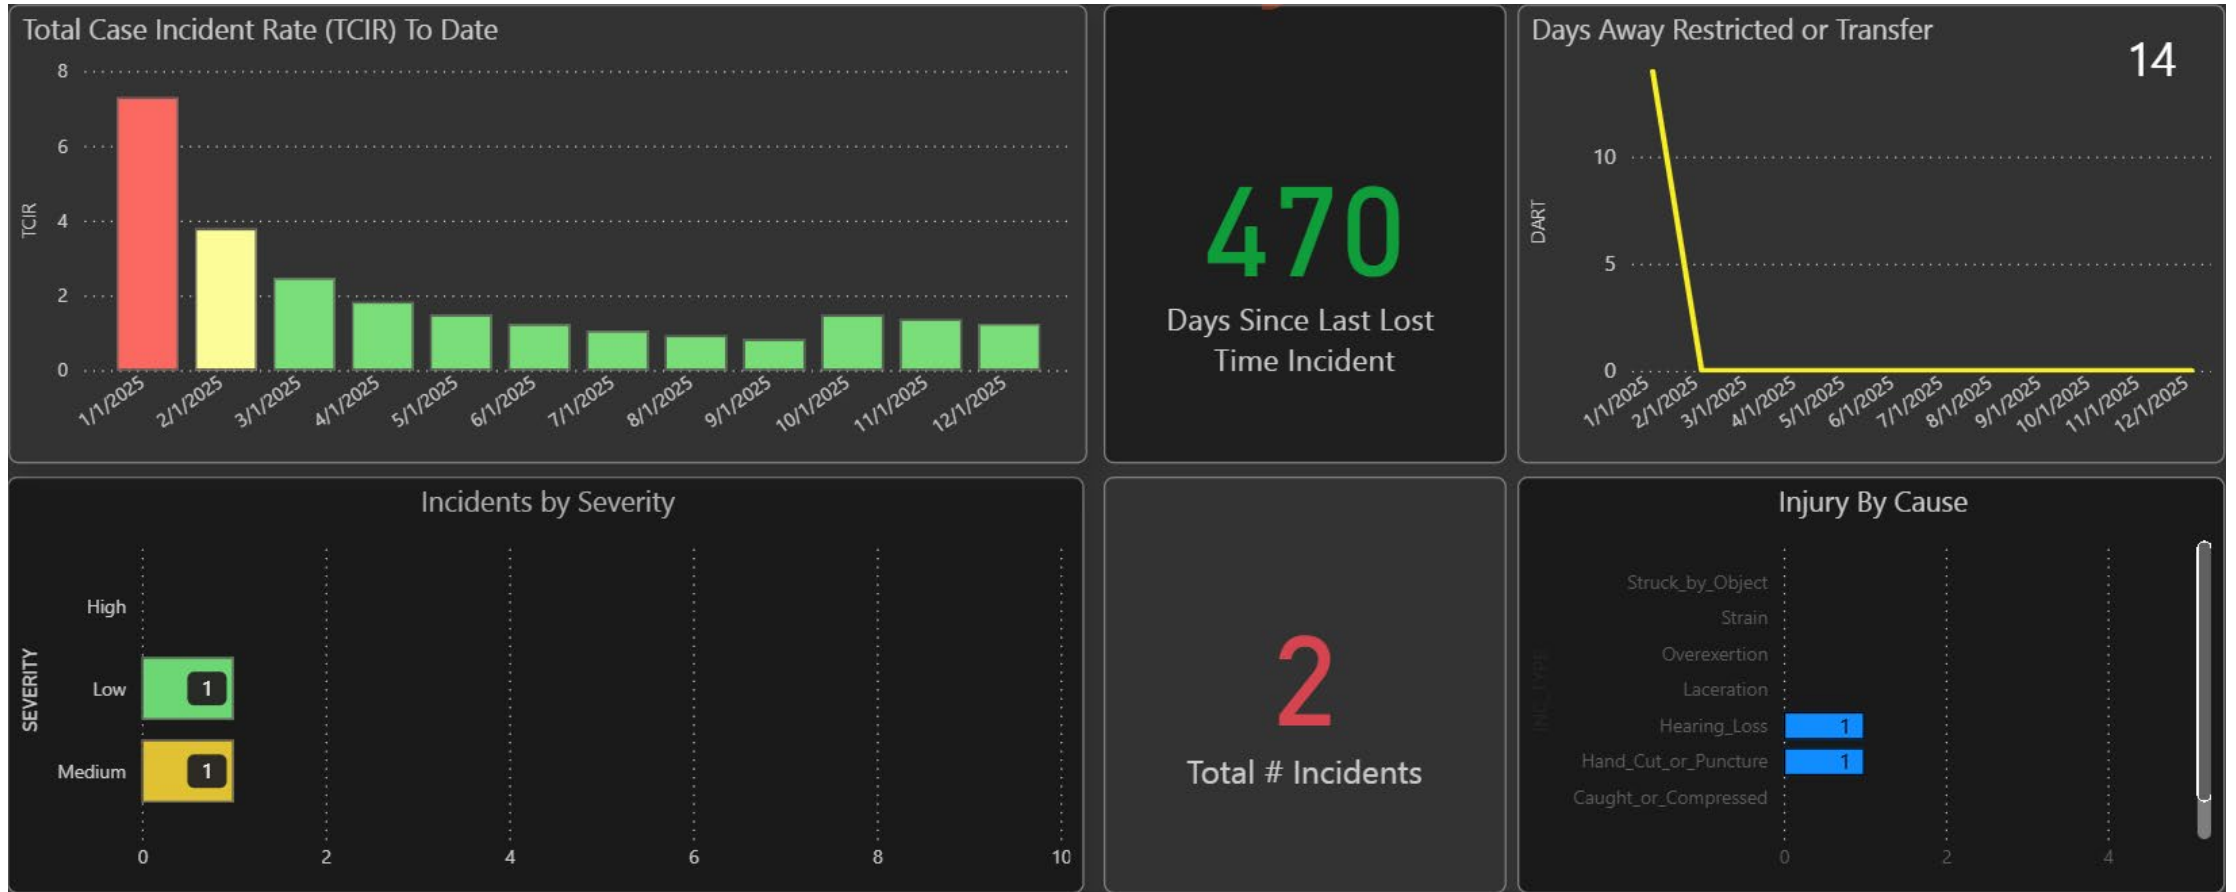 Total Case Incident Rate (TCIR) To Date
8
6
4
2
0
TCIR
1/1/2025
2/1/2025
3/1/2025
4/1/2025
5/1/2025
6/1/2025
7/1/2025
8/1/2025
9/1/2025
10/1/2025
11/1/2025
12/1/2025
470
Days Since Last Lost
Time Incident
Days Away Restricted or Transfer
14
10
5
0
DART
1/1/2025
2/1/2025
3/1/2025
4/1/2025
5/1/2025
6/1/2025
7/1/2025
8/1/2025
9/1/2025
10/1/2025
11/1/2025
12/1/2025
Incidents by Severity
SEVERITY
High
Low
1
Medium
1
0
2
4
6
8
10
2
Total # Incidents
Injury By Cause
INC_TYPE
Struck_by_Object
Strain
Overexertion
Laceration
Hearing_Loss
1
Hand_Cut_or_Puncture
1
Caught_or_Compressed
0
2
4